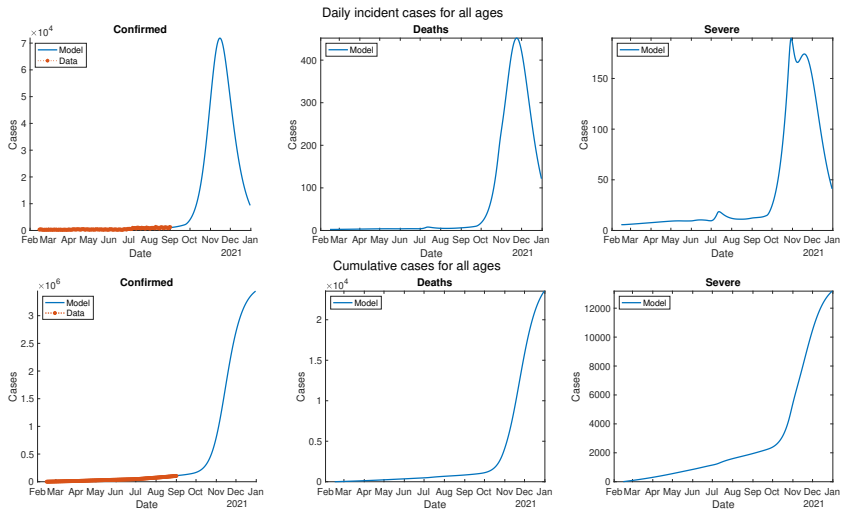 Daily incident cases for all ages
Confirmed
×10^4
7
6
5
4
3
2
1
0
Cases
Model
Data
Feb Mar Apr May Jun Jul Aug Sep Oct Nov Dec Jan
Date
2021
Deaths
400
300
200
100
0
Cases
Model
Feb Mar Apr May Jun Jul Aug Sep Oct Nov Dec Jan
Date
2021
Severe
150
100
50
0
Cases
Model
Feb Mar Apr May Jun Jul Aug Sep Oct Nov Dec Jan
Date
2021
Cumulative cases for all ages
Confirmed
×10^6
3
2.5
2
1.5
1
0.5
0
Cases
Model
Data
Feb Mar Apr May Jun Jul Aug Sep Oct Nov Dec Jan
Date
2021
Deaths
×10^4
2
1.5
1
0.5
0
Cases
Model
Feb Mar Apr May Jun Jul Aug Sep Oct Nov Dec Jan
Date
2021
Severe
12000
10000
8000
6000
4000
2000
0
Cases
Model
Feb Mar Apr May Jun Jul Aug Sep Oct Nov Dec Jan
Date
2021